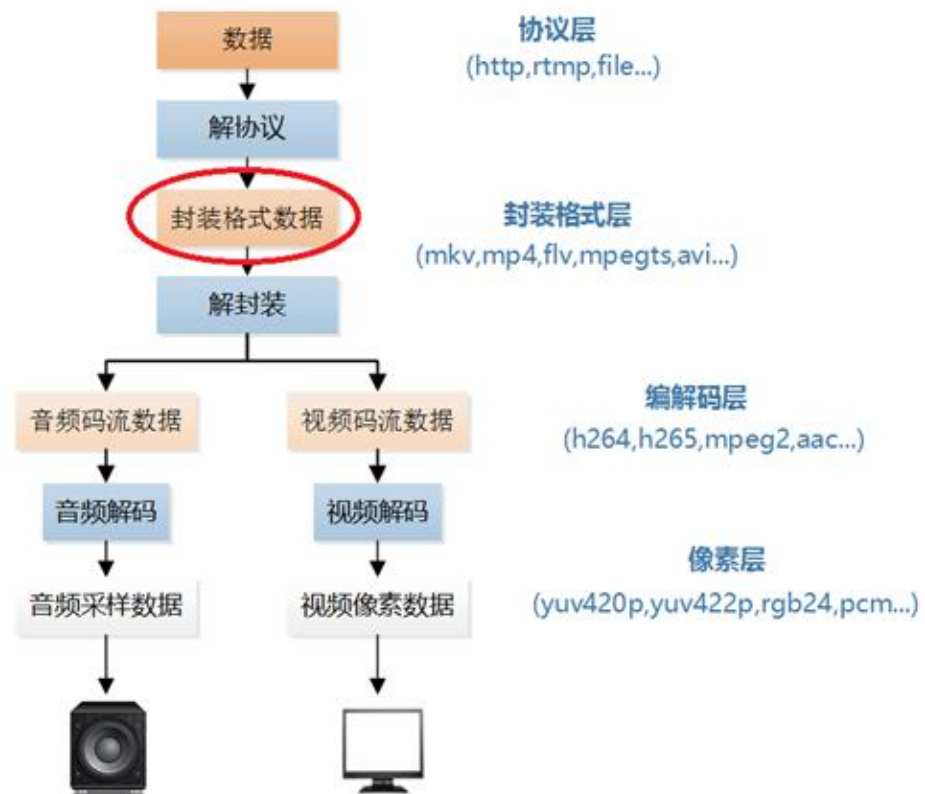 数据
协议层
(http,rtmp,file...)
解协议
封装格式数据
封装格式层
(mkv,mp4,flv,mpegts,avi...)
解封装
音频码流数据
视频码流数据
编解码层
(h264,h265,mpeg2,aac...)
音频解码
视频解码
像素层
(yuv420p,yuv422p,rgb24,pcm...)
音频采样数据
视频像素数据